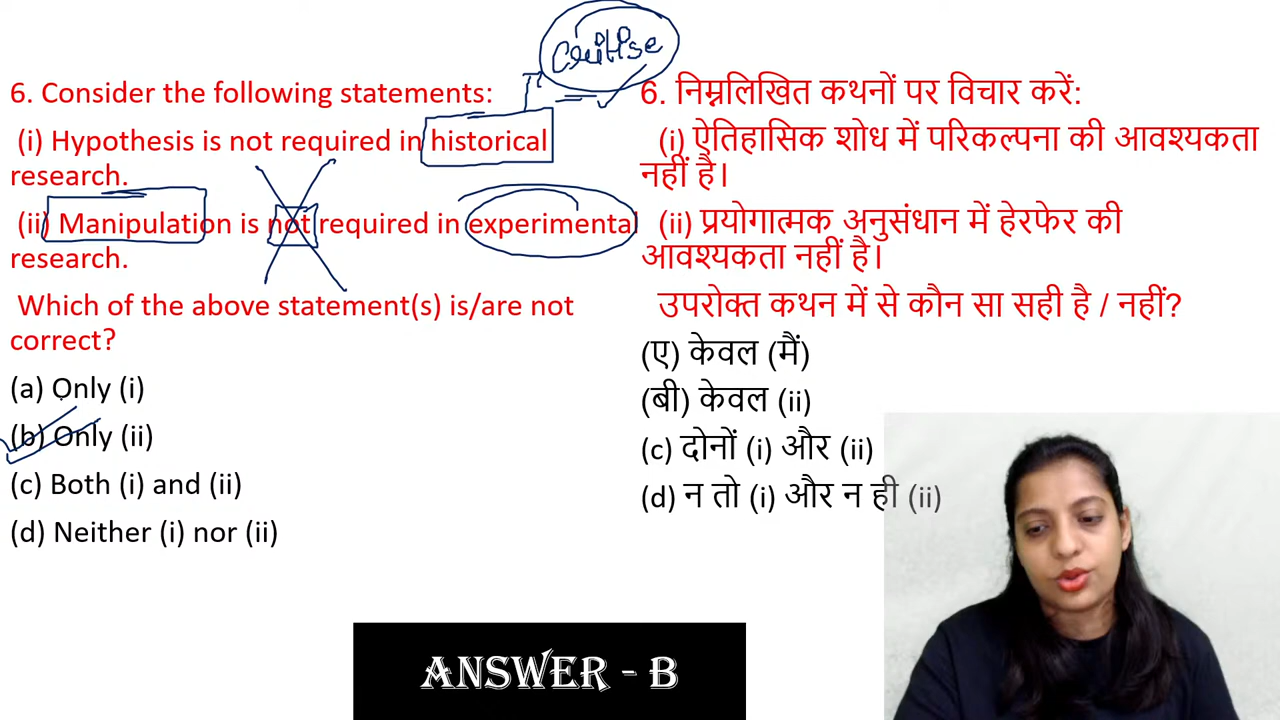 6. Consider the following statements:
(i) Hypothesis is not required in historical
research.
(ii) Manipulation is not required in experimental
research.
Which of the above statement(s) is/are not
correct?
(a) Only (i)
(b) Only (ii)
(c) Both (i) and (ii)
(d) Neither (i) nor (ii)
6. निम्नलिखित कथनों पर विचार करें:
(i) ऐतिहासिक शोध में परिकल्पना की आवश्यकता
नहीं है।
(ii) प्रयोगात्मक अनुसंधान में हेरफेर की
आवश्यकता नहीं है।
उपरोक्त कथन में से कौन सा सही है / नहीं?
(ए) केवल (मैं)
(बी) केवल (ii)
(c) दोनों (i) और (ii)
(d) न तो (i) और न ही (ii)
ANSWER - B